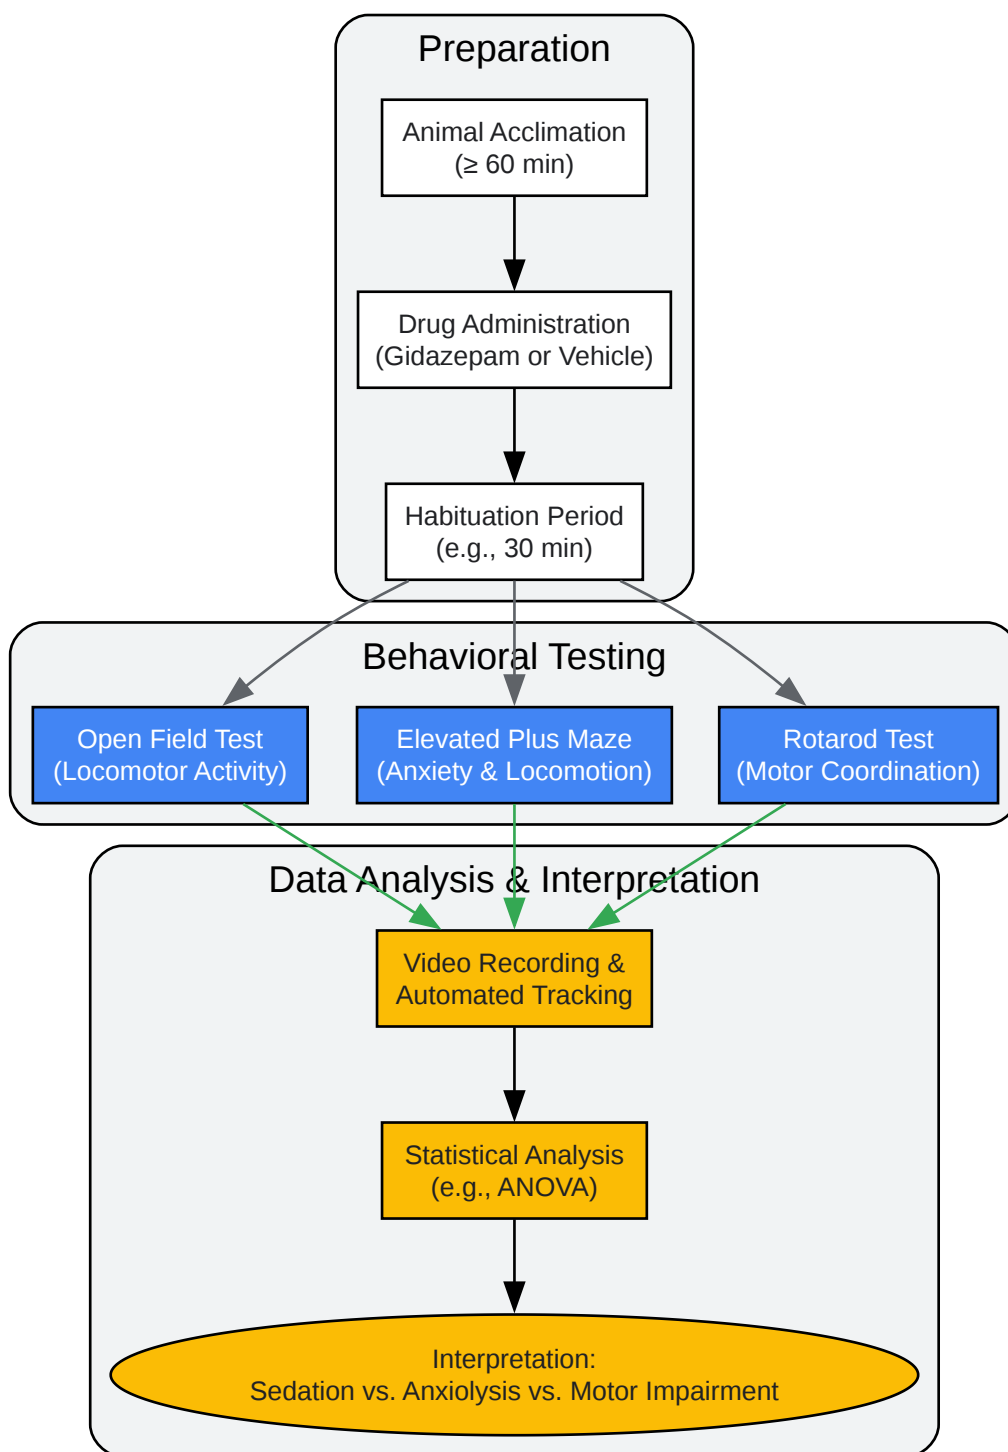 Preparation
Animal Acclimation
(≥ 60 min)
Drug Administration
(Gidazepam or Vehicle)
Habituation Period
(e.g., 30 min)
Behavioral Testing
Open Field Test
(Locomotor Activity)
Elevated Plus Maze
(Anxiety & Locomotion)
Rotarod Test
(Motor Coordination)
Data Analysis & Interpretation
Video Recording &
Automated Tracking
Statistical Analysis
(e.g., ANOVA)
Interpretation:
Sedation vs. Anxiolysis vs. Motor Impairment